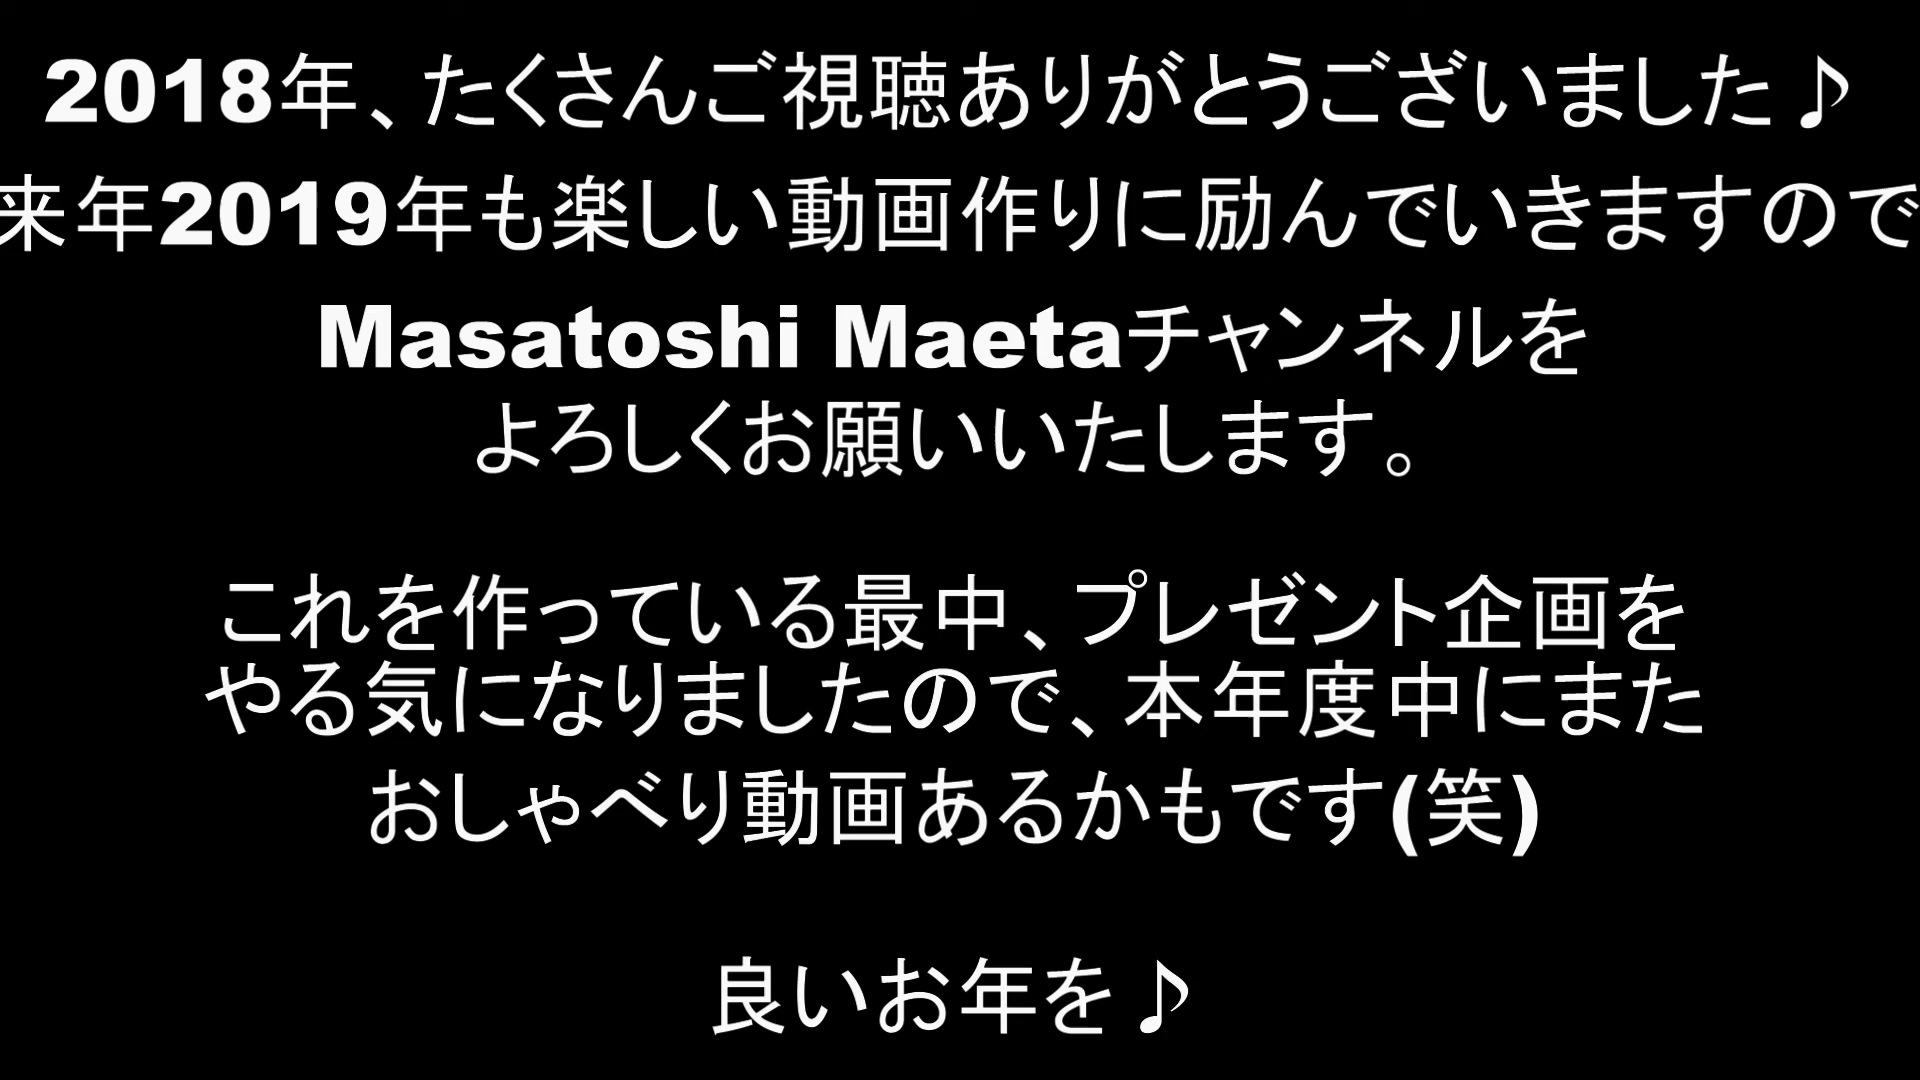 2018年、たくさんご視聴ありがとうございました♪
来年2019年も楽しい動画作りに励んでいきますので
Masatoshi Maetaチャンネルを
よろしくお願いいたします。
これを作っている最中、プレゼント企画を
やる気になりましたので、本年度中にまた
おしゃべり動画あるかもです(笑)
良いお年を♪